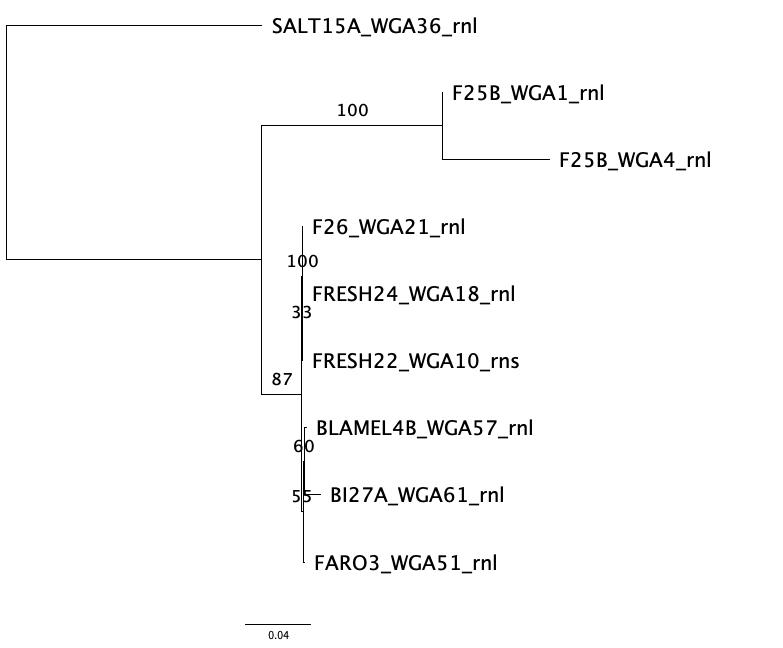 SALT15A_WGA36_rnl
F25B_WGA1_rnl
100
F25B_WGA4_rnl
F26_WGA21_rnl
100
FRESH24_WGA18_rnl
33
FRESH22_WGA10_rns
87
BLAMEL4B_WGA57_rnl
60
BI27A_WGA61_rnl
55
FARO3_WGA51_rnl
0.04